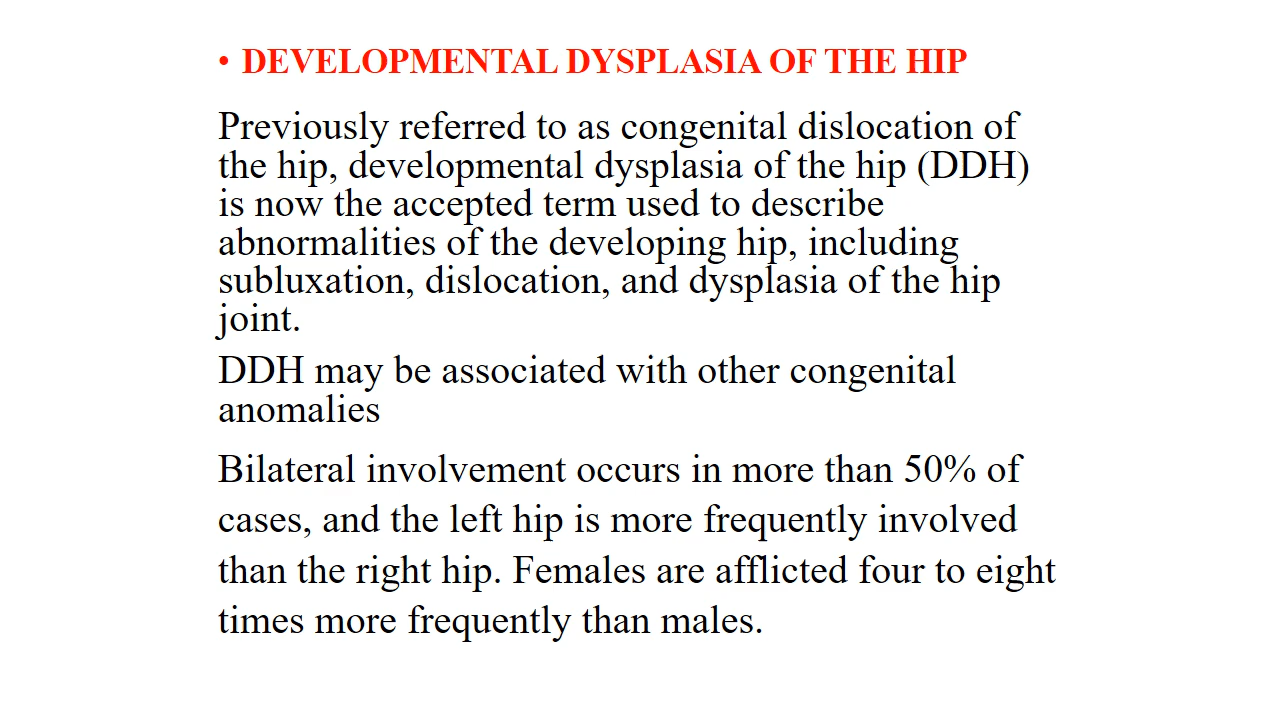 • DEVELOPMENTAL DYSPLASIA OF THE HIP
Previously referred to as congenital dislocation of
the hip, developmental dysplasia of the hip (DDH)
is now the accepted term used to describe
abnormalities of the developing hip, including
subluxation, dislocation, and dysplasia of the hip
joint.
DDH may be associated with other congenital
anomalies
Bilateral involvement occurs in more than 50% of
cases, and the left hip is more frequently involved
than the right hip. Females are afflicted four to eight
times more frequently than males.